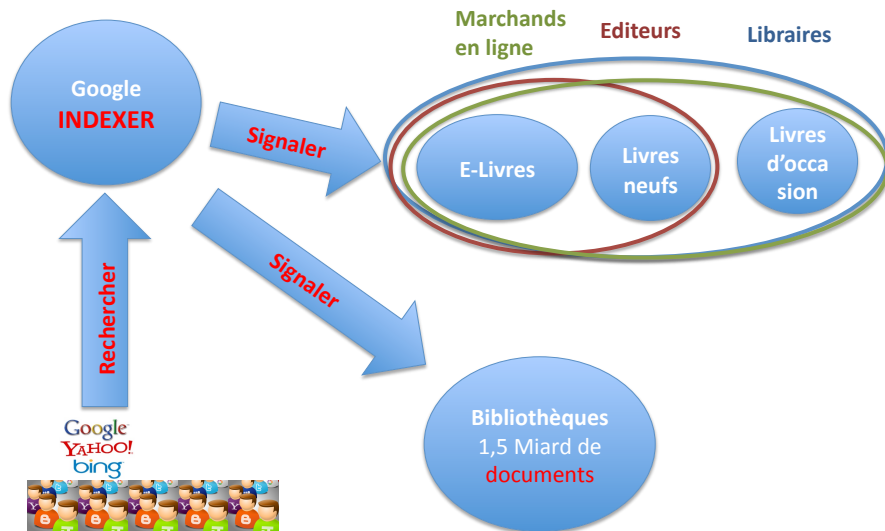 Marchands
en ligne
Editeurs
Libraires
Google
INDEXER
Signaler
E-Livres
Livres
neufs
Livres
d’occa
sion
Signaler
Rechercher
Google
YAHOO!
bing
Bibliothèques
1,5 Miard de
documents